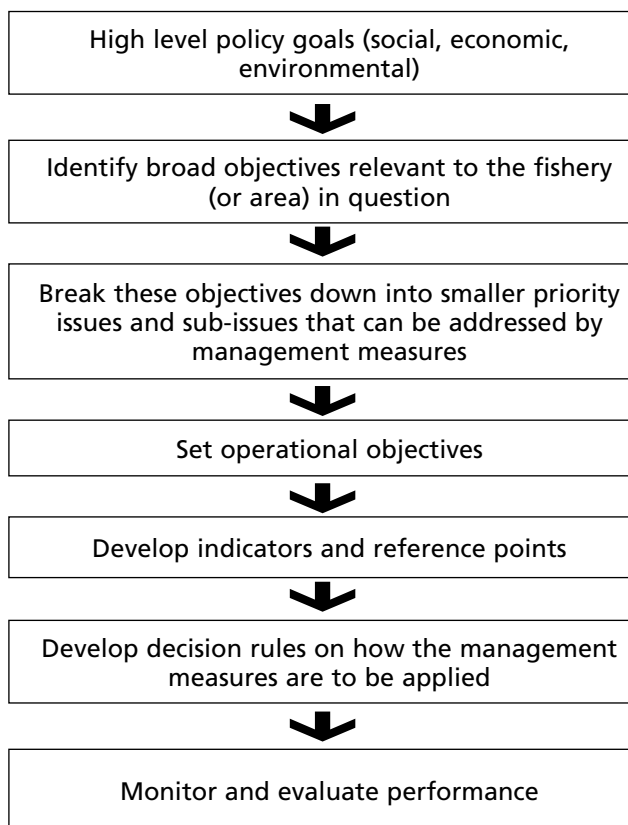 High level policy goals (social, economic,
environmental)
Identify broad objectives relevant to the fishery
(or area) in question
Break these objectives down into smaller priority
issues and sub-issues that can be addressed by
management measures
Set operational objectives
Develop indicators and reference points
Develop decision rules on how the management
measures are to be applied
Monitor and evaluate performance